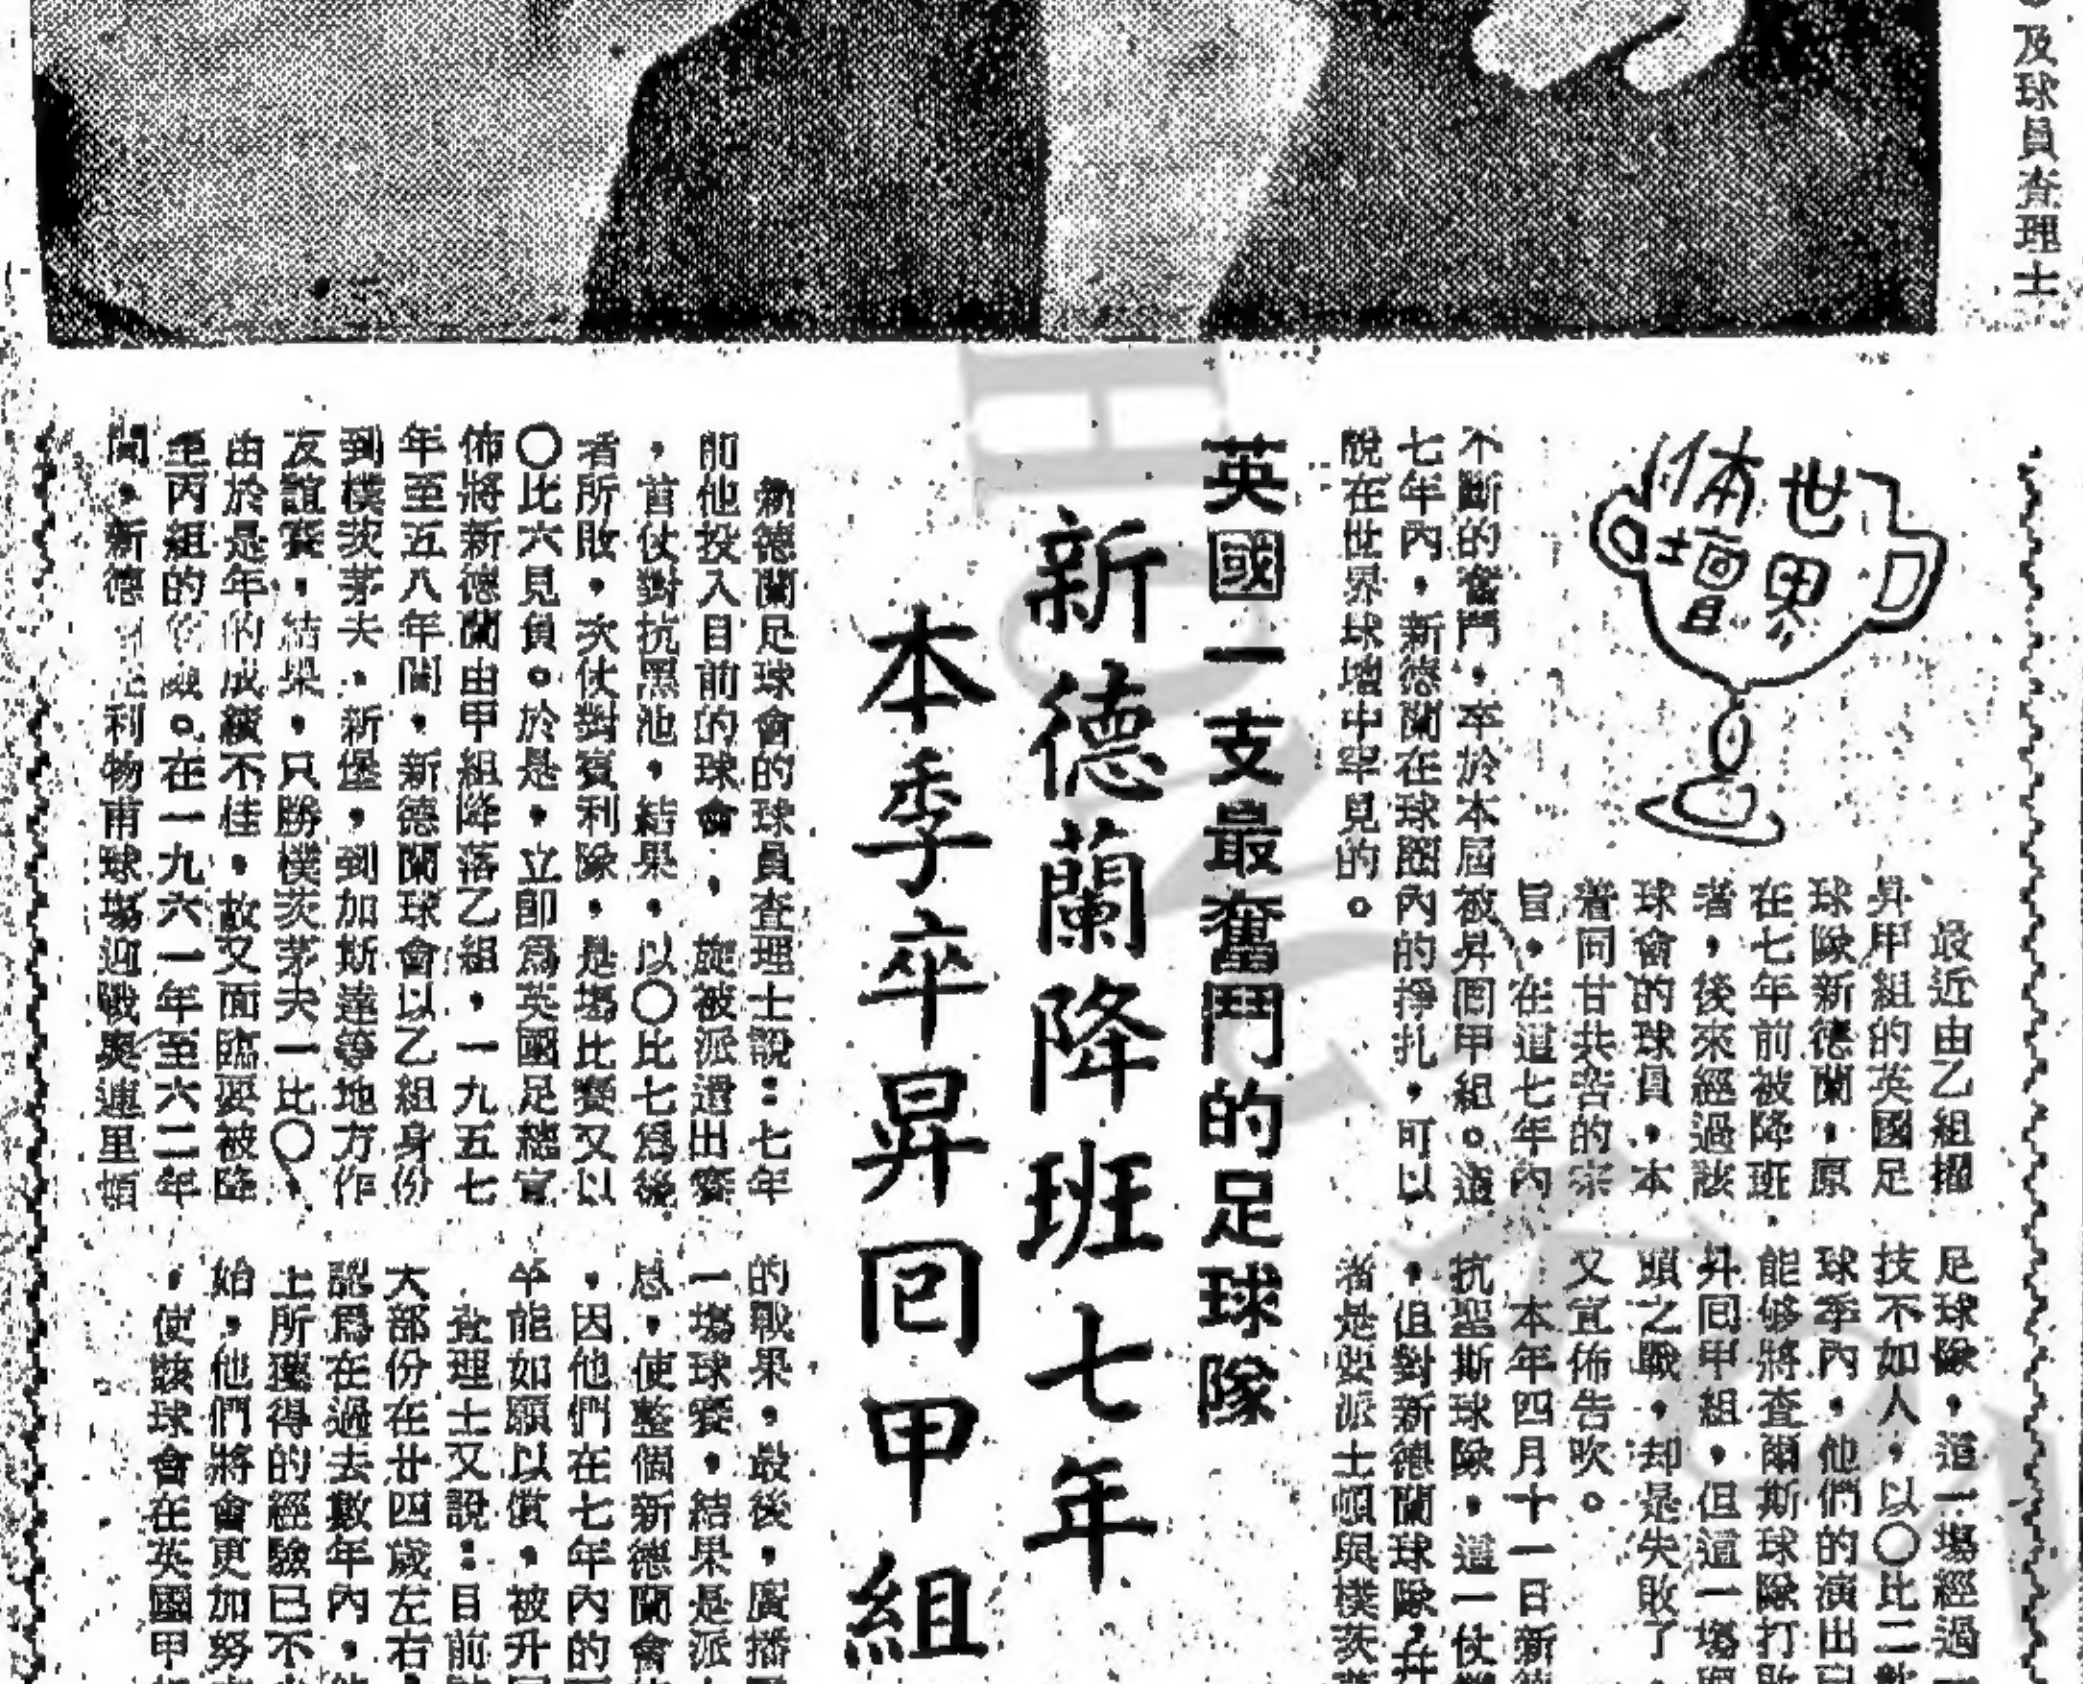 及球員査理士
世界
体壇
最近由乙組擢
昇甲組的英國足
球隊新德蘭，原
在七年前被降班
者，後來經過該
球會的球員，本
着同甘共苦的宗
旨，在這七年內
不斷的奮鬥，卒於本屆被昇囘甲組。這
七年內，新德蘭在球圈內的掙扎，可以
說在世界球壇中罕見的。
英國一支最奮鬥的足球隊
新德蘭降班七年
本季卒昇囘甲組
新德蘭足球會的球員查理士說：七年
前他投入目前的球會，旋被派遣出賽
，首仗對抗黑池，結果，以〇比七爲後
者所敗，次仗對賓利隊，是塲比賽又以
〇比六見負。於是，立卽爲英國足總宣
佈將新德蘭由甲組降落乙組，一九五七
年至五八年間，新德蘭球會以乙組身份
到樸茨茅夫，新堡，到加斯達等地方作
友誼賽，結果，只勝樸茨茅夫一比〇，
由於是年的成績不佳，故又面臨要被降
至丙組的。在一九六一年至六二年
間，新德利物甫球塲迎戰奧連里頓
足球隊，這一塲經過
技不如人，以〇比二
球季內，他們的演出
能够將查爾斯球隊打敗
昇囘甲組，但這一塲
頭之戰，却是失敗了，
又宣佈告吹。
本年四月十一日新德
抗聖斯球隊，這一仗
，但對新德蘭球隊，
者是要派士頓與樸茨茅
的戰果，最後，廣播
一塲球賽，結果是派
息，使整個新德蘭會
，因他們在七年內的
年能如願以償，被升囘
查理士又說：目前
大部份在廿四歲左右，
認爲在過去數年內，
上所獲得的經驗已不
始，他們將會更加努
，使該球會在英國甲